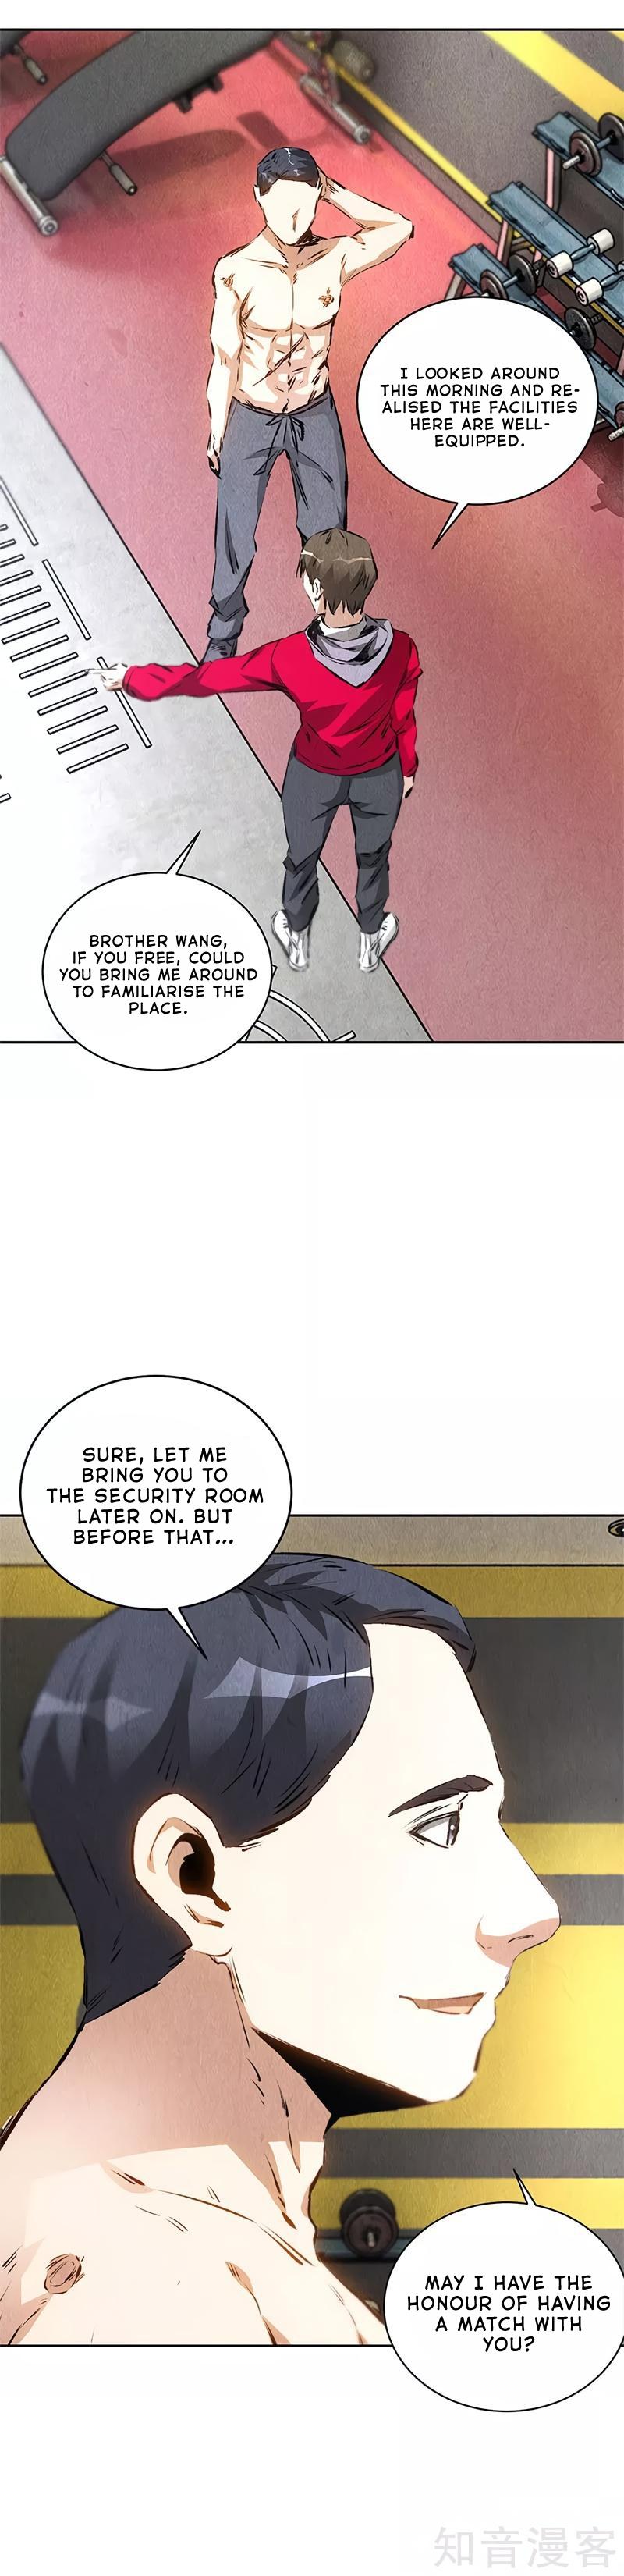 I LOOKED AROUND
THIS MORNING AND RE-
ALISED THE FACILITIES
HERE ARE WELL-
EQUIPPED.
BROTHER WANG,
IF YOU FREE, COULD
YOU BRING ME AROUND
TO FAMILIARISE THE
PLACE.
SURE, LET ME
BRING YOU TO
THE SECURITY ROOM
LATER ON. BUT
BEFORE THAT...
MAY I HAVE THE
HONOUR OF HAVING
A MATCH WITH
YOU?
知音漫客